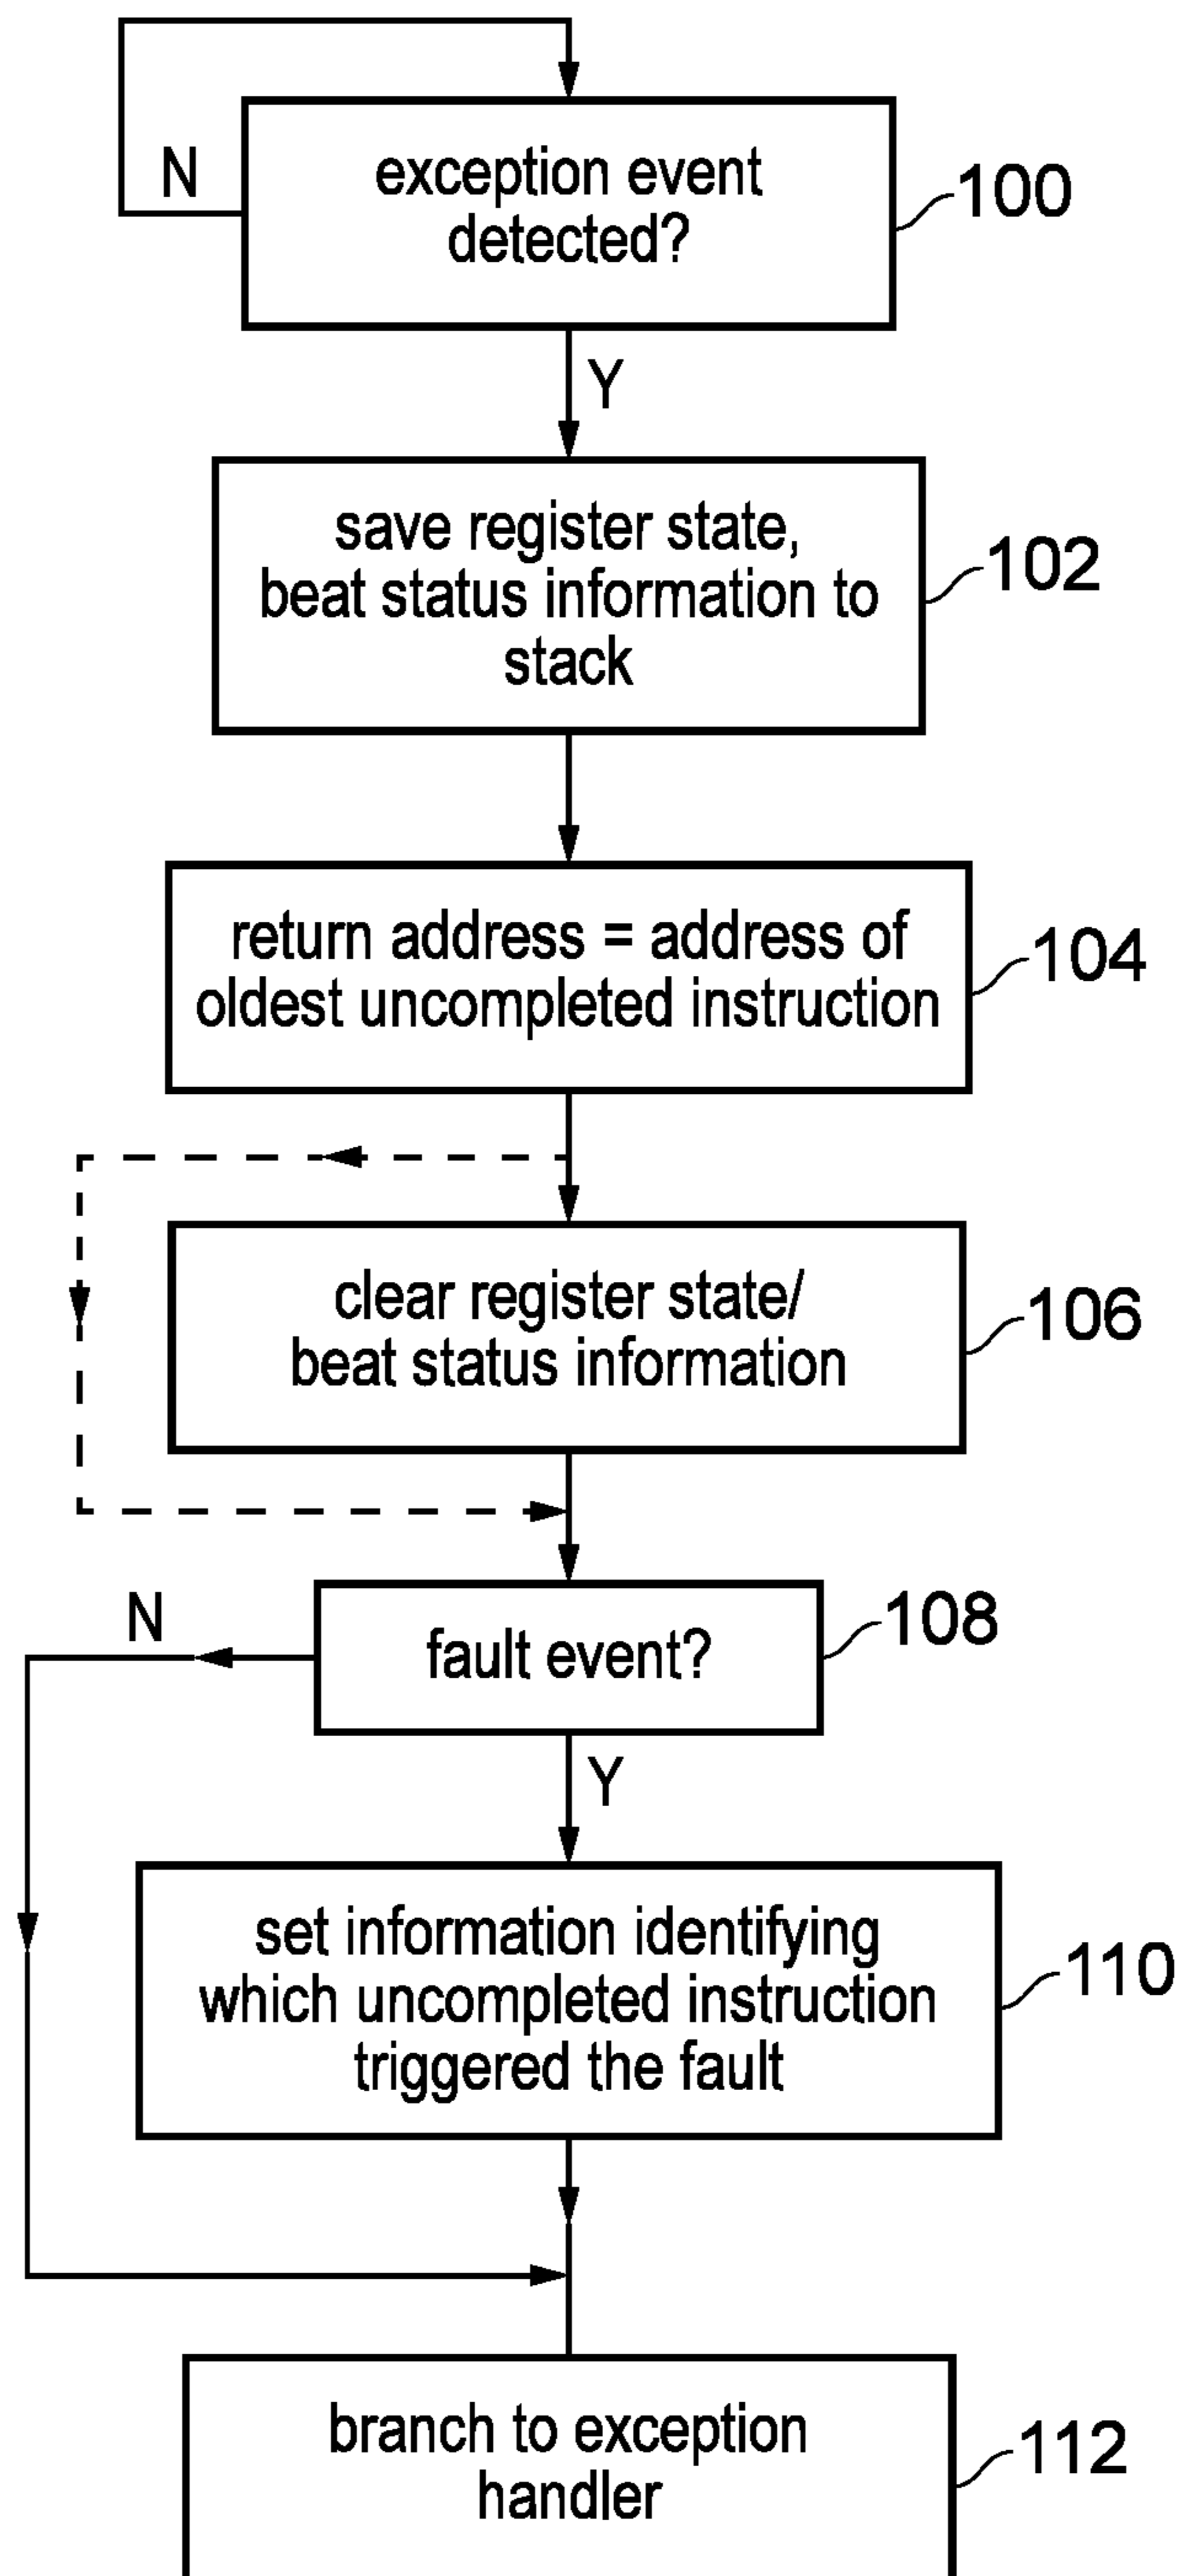 exception event
detected?
100
N
Y
save register state,
beat status information to
stack
102
return address = address of
oldest uncompleted instruction
104
clear register state/
beat status information
106
N
fault event?
108
Y
set information identifying
which uncompleted instruction
triggered the fault
110
branch to exception
handler
112